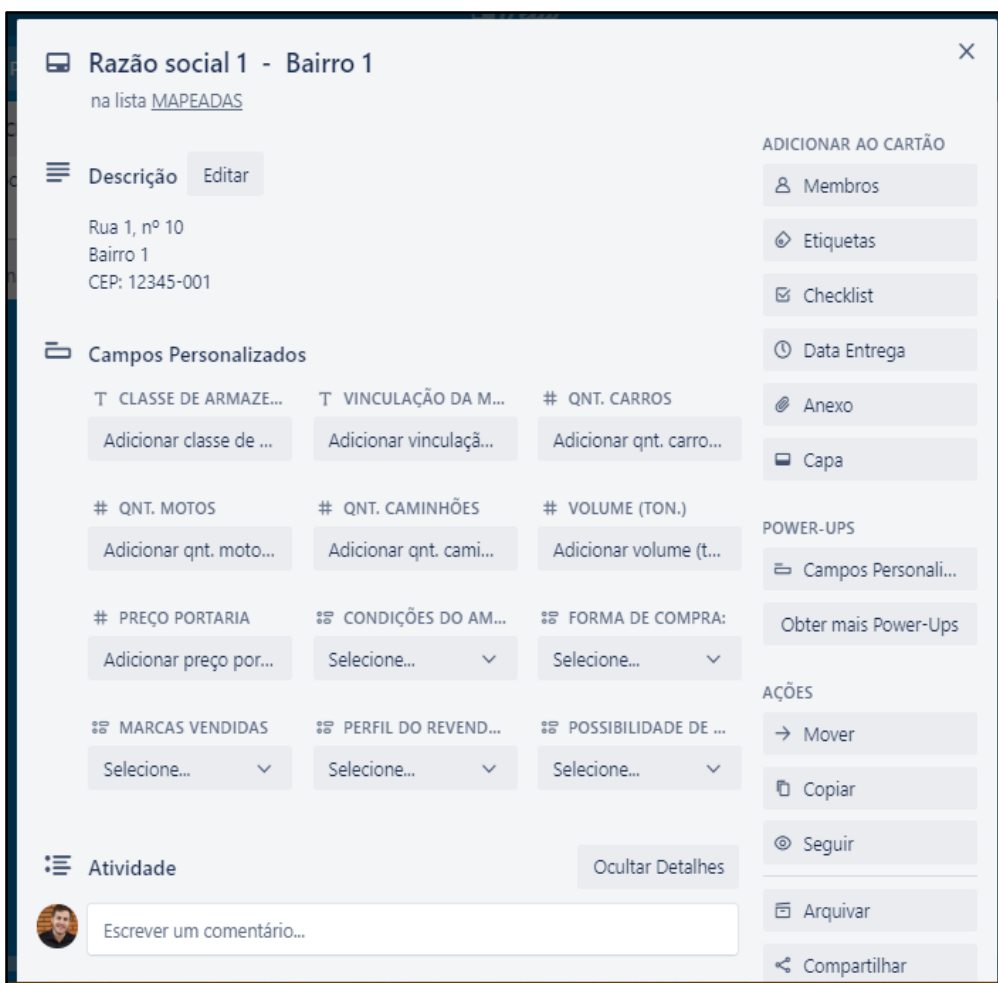 Razão social 1 - Bairro 1
na lista MAPEADAS
Descrição Editar
Rua 1, nº 10
Bairro 1
CEP: 12345-001
Campos Personalizados
CLASSE DE ARMAZE... VINCULAÇÃO DA M... QNT. CARROS
Adicionar classe de ... Adicionar vinculaçã... Adicionar qnt. carro...
QNT. MOTOS QNT. CAMINHÕES VOLUME (TON.)
Adicionar qnt. moto... Adicionar qnt. cami... Adicionar volume (t...
PREÇO PORTARIA CONDIÇÕES DO AM... FORMA DE COMPRA:
Adicionar preço por... Selecione... Selecione...
MARCAS VENDIDAS PERFIL DO REVEND... POSSIBILIDADE DE ...
Selecione... Selecione... Selecione...
Atividade Ocultar Detalhes
Escrever um comentário...
ADICIONAR AO CARTÃO
Membros
Etiquetas
Checklist
Data Entrega
Anexo
Capa
POWER-UPS
Campos Personali...
Obter mais Power-Ups
AÇÕES
Mover
Copiar
Seguir
Arquivar
Compartilhar